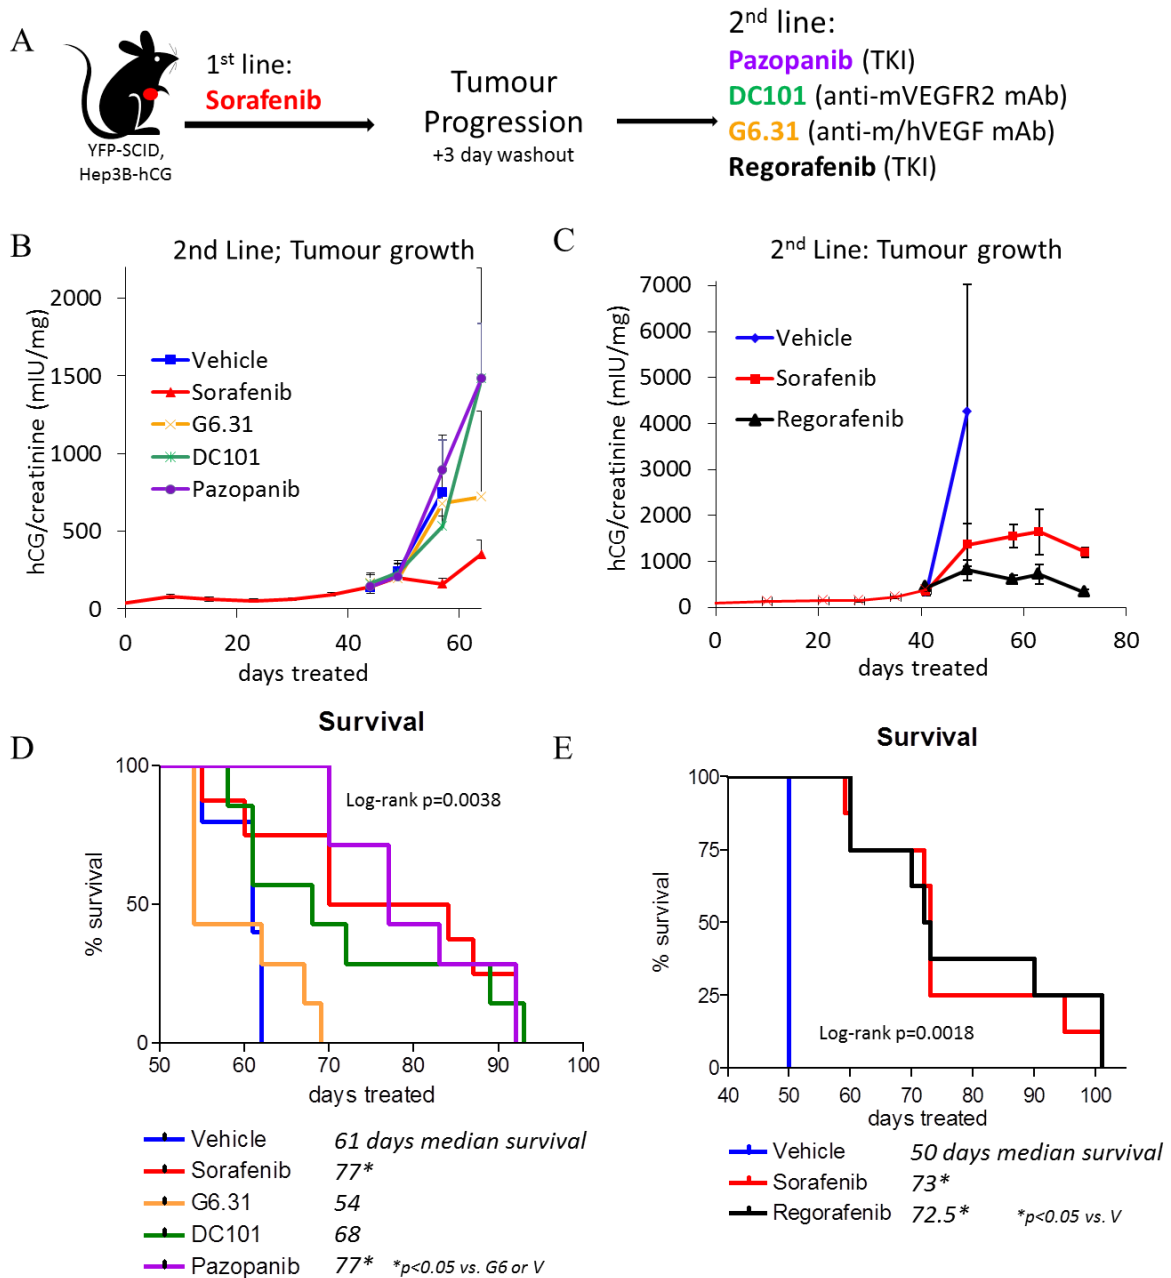 A
YFP-SCID,
Hep3B-hCG
1st line:
Sorafenib
Tumour
Progression
+3 day washout
2nd line:
Pazopanib (TKI)
DC101 (anti-mVEGFR2 mAb)
G6.31 (anti-m/hVEGF mAb)
Regorafenib (TKI)
B
2nd Line; Tumour growth
hCG/creatinine (mIU/mg)
2000
1500
1000
500
0
Vehicle
Sorafenib
G6.31
DC101
Pazopanib
0 20 40 60
days treated
C
2nd Line: Tumour growth
hCG/creatinine (mIU/mg)
7000
6000
5000
4000
3000
2000
1000
0
Vehicle
Sorafenib
Regorafenib
0 20 40 60 80
days treated
D
Survival
% survival
100
50
0
Log-rank p=0.0038
50 60 70 80 90 100
days treated
Vehicle 61 days median survival
Sorafenib 77*
G6.31 54
DC101 68
Pazopanib 77* *p<0.05 vs. G6 or V
E
Survival
% survival
100
75
50
25
0
Log-rank p=0.0018
40 50 60 70 80 90 100
days treated
Vehicle 50 days median survival
Sorafenib 73*
Regorafenib 72.5* *p<0.05 vs. V